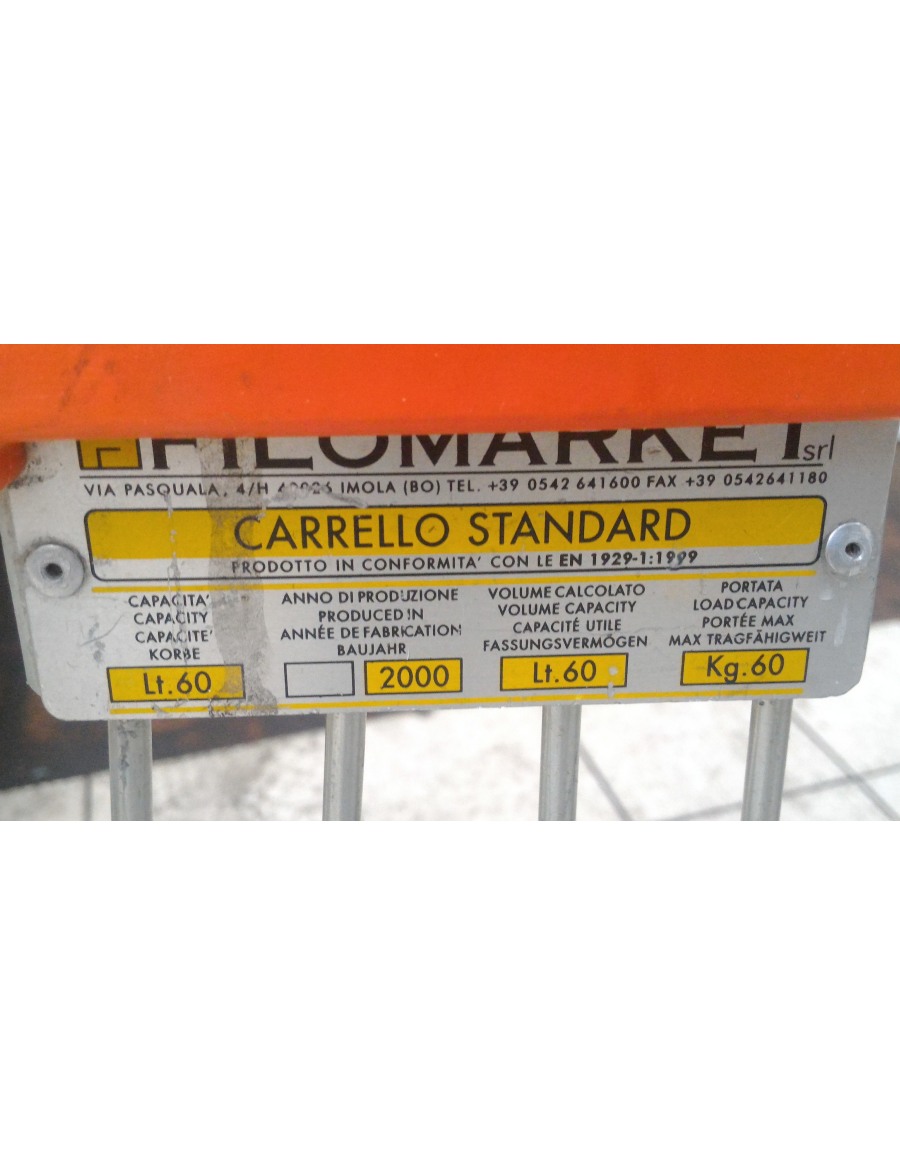 FILOMARKET srl
VIA PASQUALA, 4/H IMOLA (BO) TEL. +39 0542 641600 FAX +39 0542641180
CARRELLO STANDARD
PRODOTTO IN CONFORMITA' CON LE EN 1929-1:1999
CAPACITA'
CAPACITY
CAPACITE'
KORBE
Lt.60
ANNO DI PRODUZIONE
PRODUCED IN
ANNÉE DE FABRICATION
BAUJAHR
2000
VOLUME CALCOLATO
VOLUME CAPACITY
CAPACITÉ UTILE
FASSUNGSVERMÖGEN
Lt.60
PORTATA
LOAD CAPACITY
PORTÉE MAX
MAX TRAGFÄHIGWEIT
Kg.60